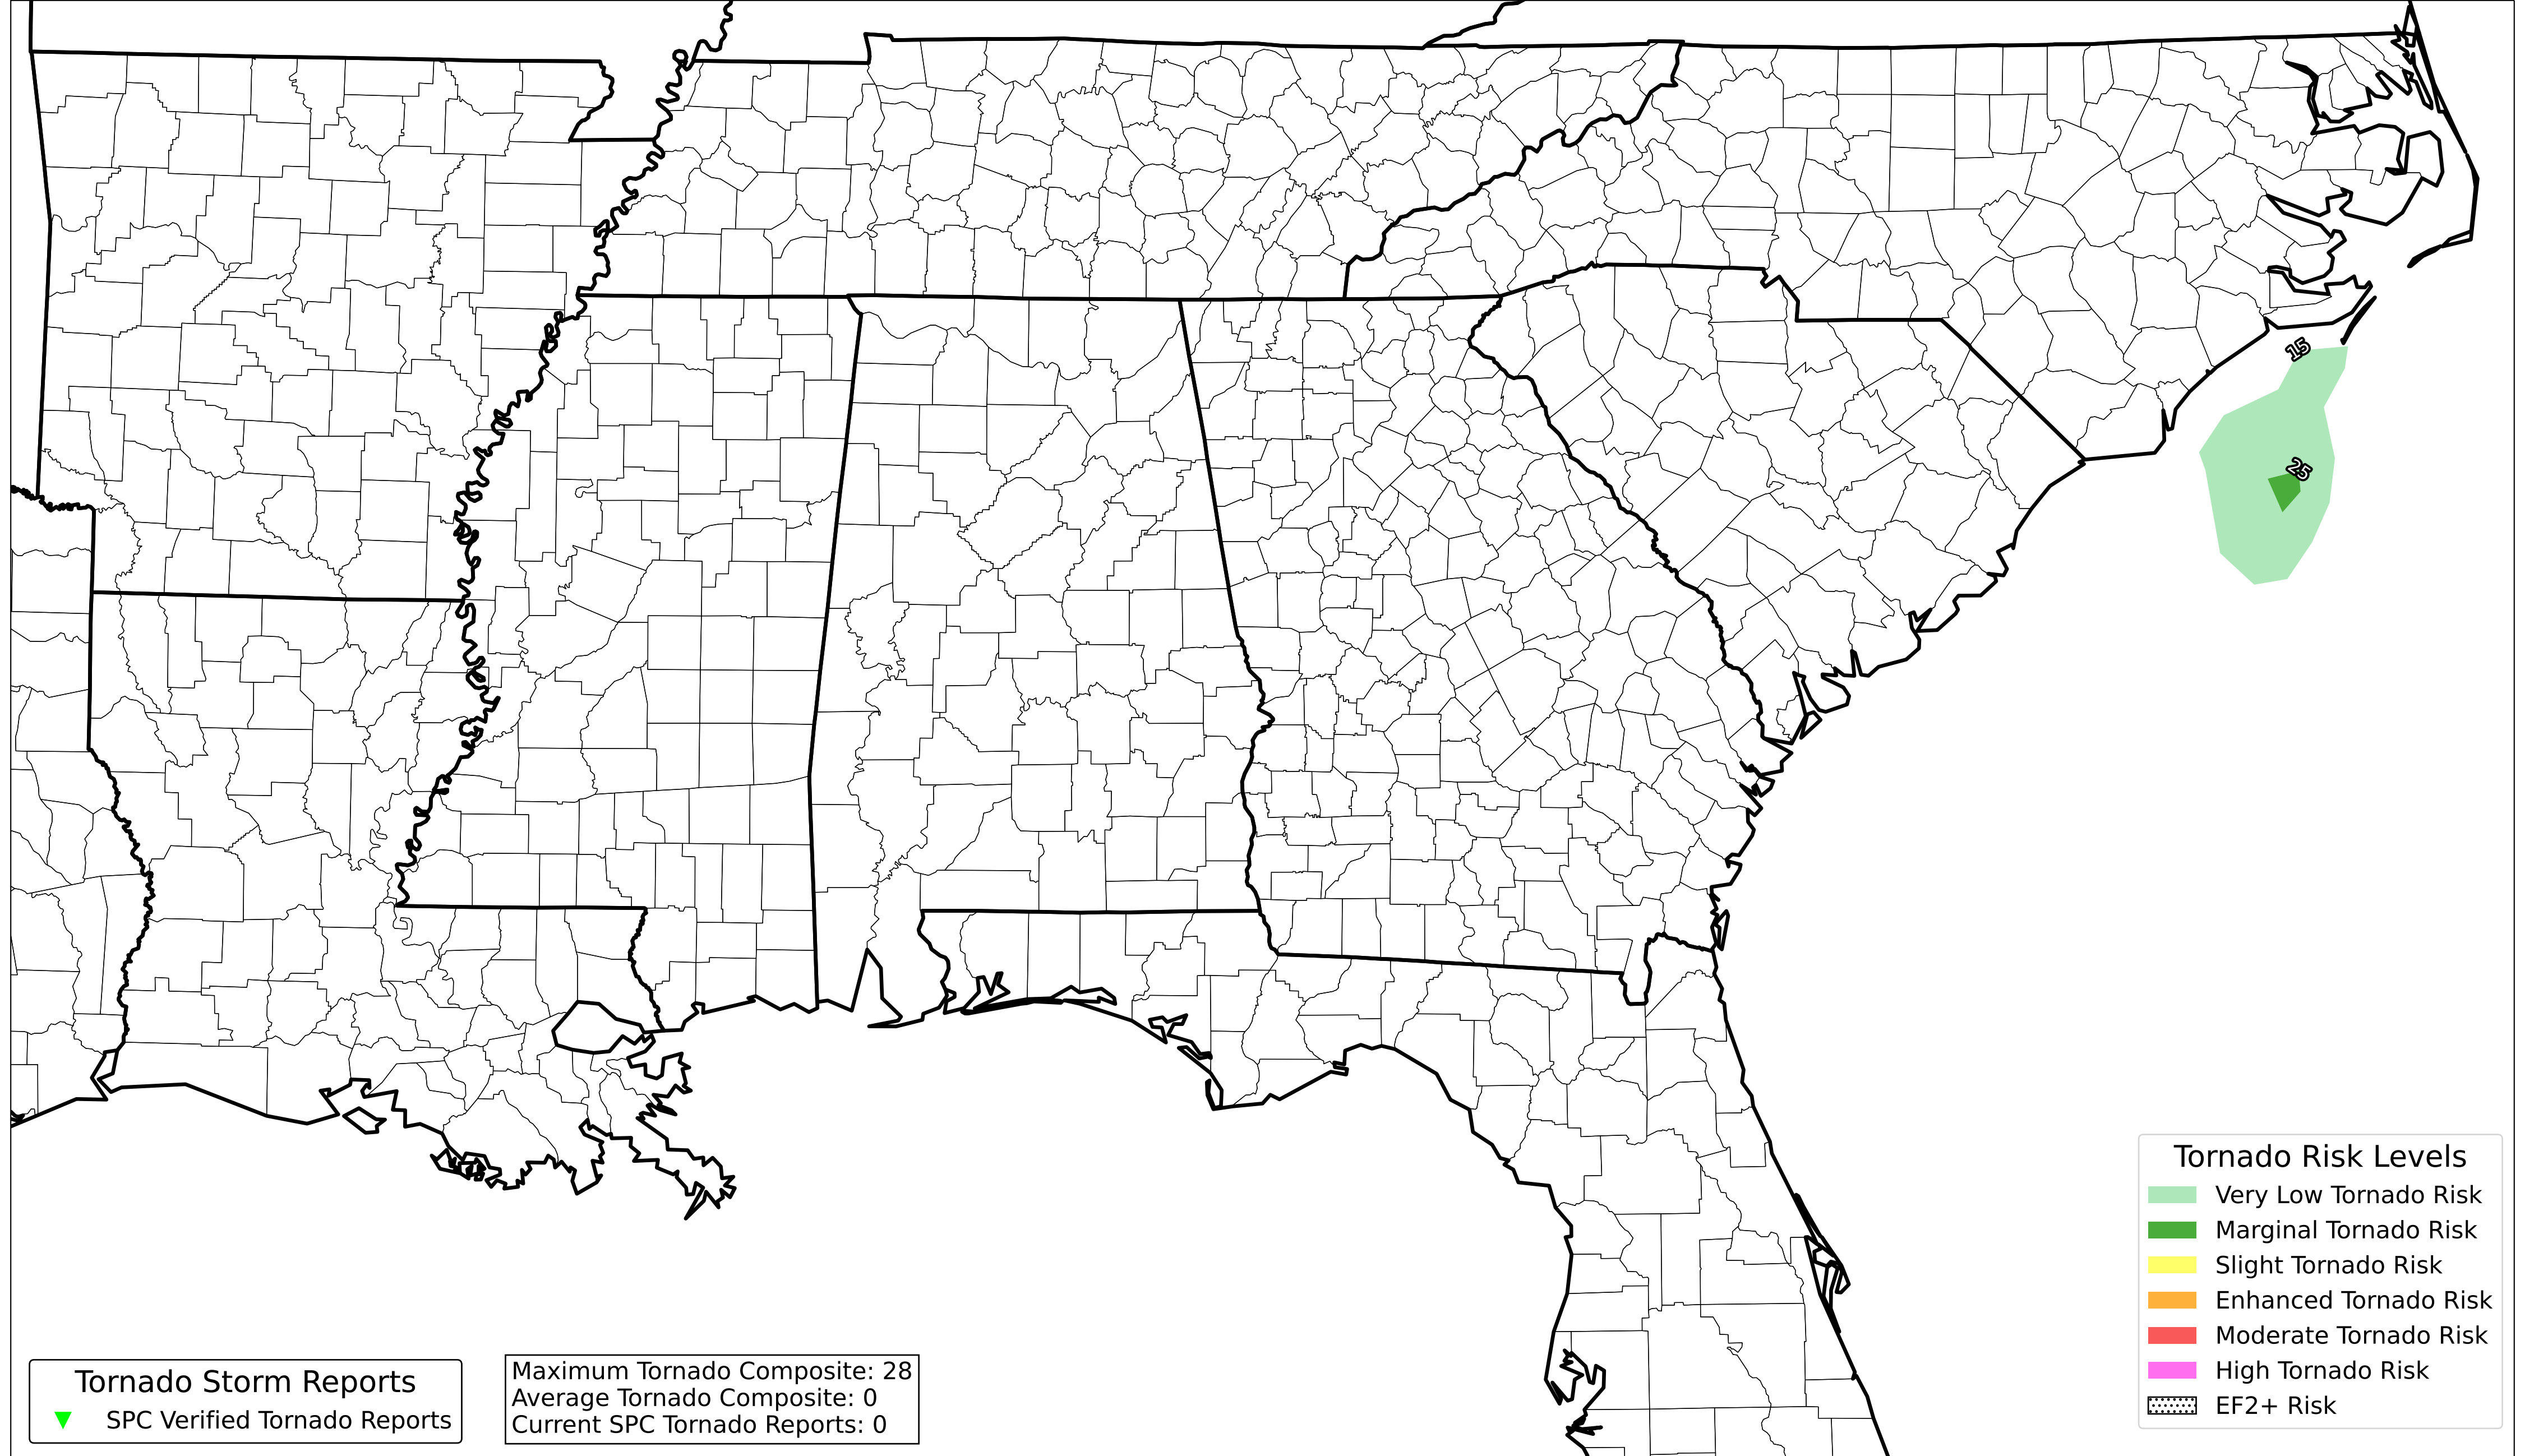 15
25
Tornado Risk Levels
Very Low Tornado Risk
Marginal Tornado Risk
Slight Tornado Risk
Enhanced Tornado Risk
Moderate Tornado Risk
High Tornado Risk
EF2+ Risk
Tornado Storm Reports
SPC Verified Tornado Reports
Maximum Tornado Composite: 28
Average Tornado Composite: 0
Current SPC Tornado Reports: 0